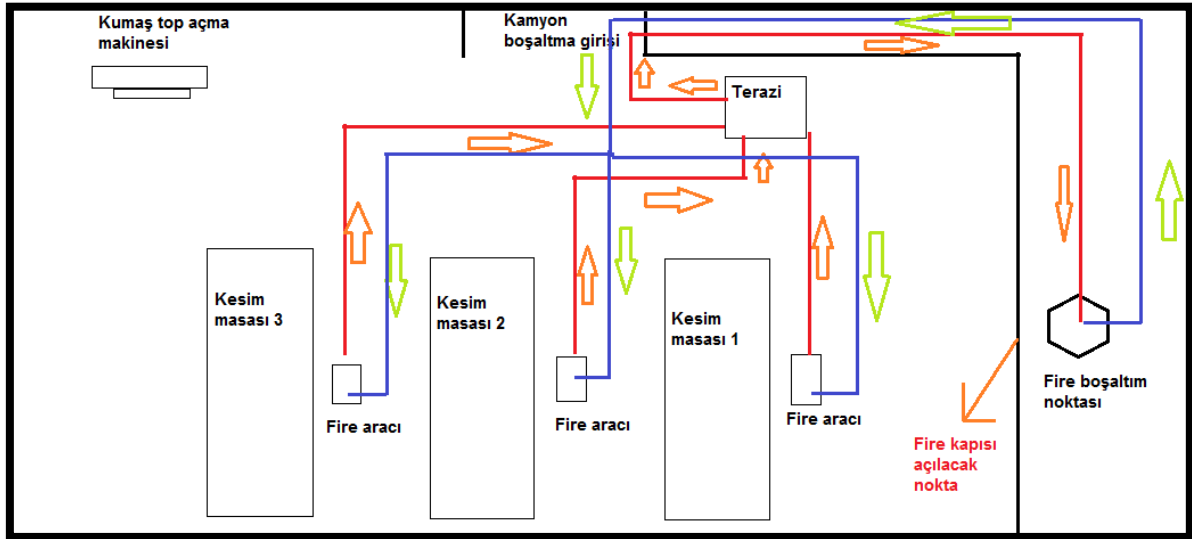 Kumaş top açma
makinesi
Kamyon
boşaltma girişi
Terazi
Kesim
masası 3
Kesim
masası 2
Kesim
masası 1
Fire aracı
Fire aracı
Fire aracı
Fire boşaltım
noktası
Fire kapısı
açılacak
nokta